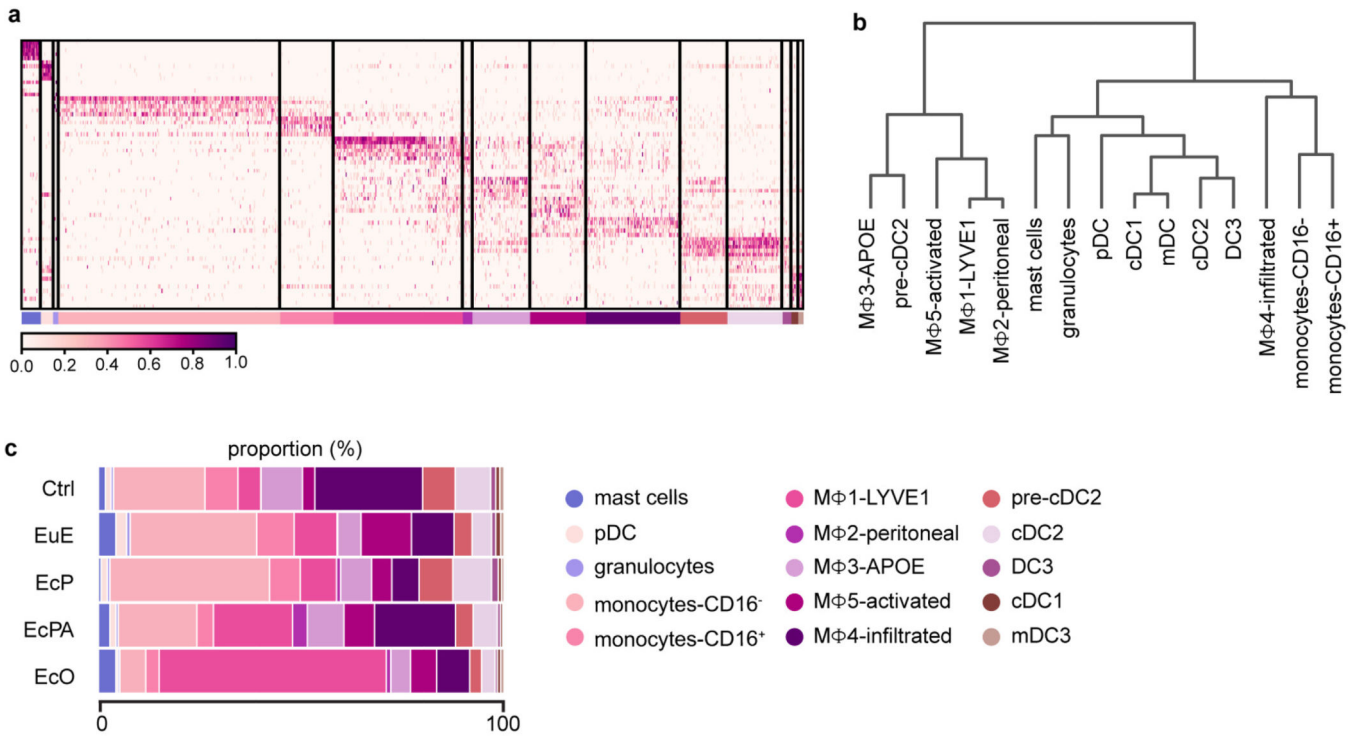 a
0.0 0.2 0.4 0.6 0.8 1.0
b
MΦ3-APOE
pre-cDC2
MΦ5-activated
MΦ1-LYVE1
MΦ2-peritoneal
mast cells
granulocytes
pDC
cDC1
mDC
cDC2
DC3
MΦ4-infiltrated
monocytes-CD16-
monocytes-CD16+
c
proportion (%)
Ctrl
EuE
EcP
EcPA
EcO
0 100
mast cells
pDC
granulocytes
monocytes-CD16⁻
monocytes-CD16⁺
MΦ1-LYVE1
MΦ2-peritoneal
MΦ3-APOE
MΦ5-activated
MΦ4-infiltrated
pre-cDC2
cDC2
DC3
cDC1
mDC3